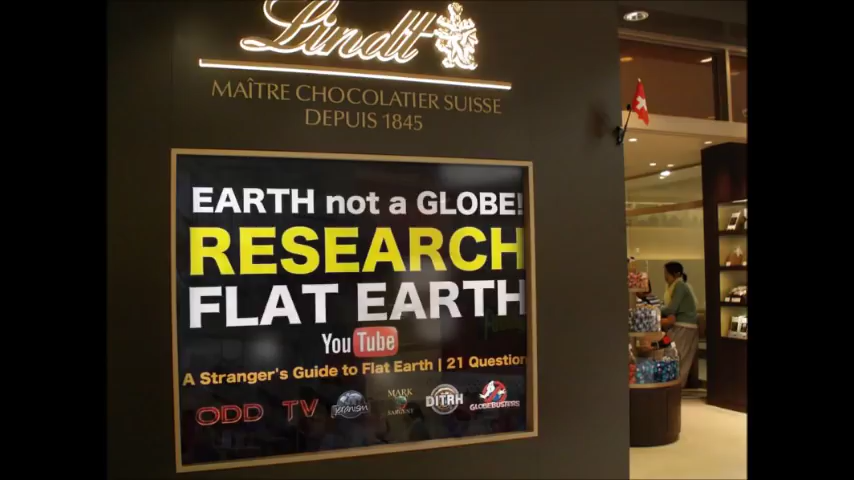 Lindt
MAÎTRE CHOCOLATIER SUISSE
DEPUIS 1845
EARTH not a GLOBE!
RESEARCH
FLAT EARTH
YouTube
A Stranger's Guide to Flat Earth | 21 Question
ODD TV jeranism MARK SARGENT DITRH GLOBEBUSTERS